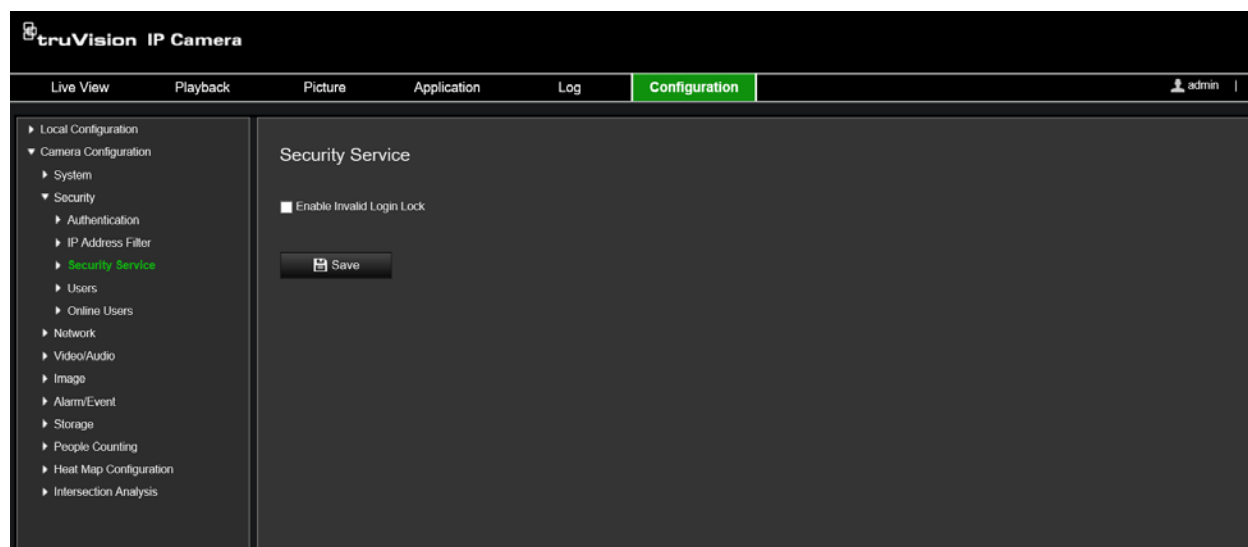 truVision IP Camera
Live View Playback Picture Application Log Configuration admin |
Local Configuration
Camera Configuration
System
Security
Authentication
IP Address Filter
Security Service
Users
Online Users
Network
Video/Audio
Image
Alarm/Event
Storage
People Counting
Heat Map Configuration
Intersection Analysis
Security Service
Enable Invalid Login Lock
Save